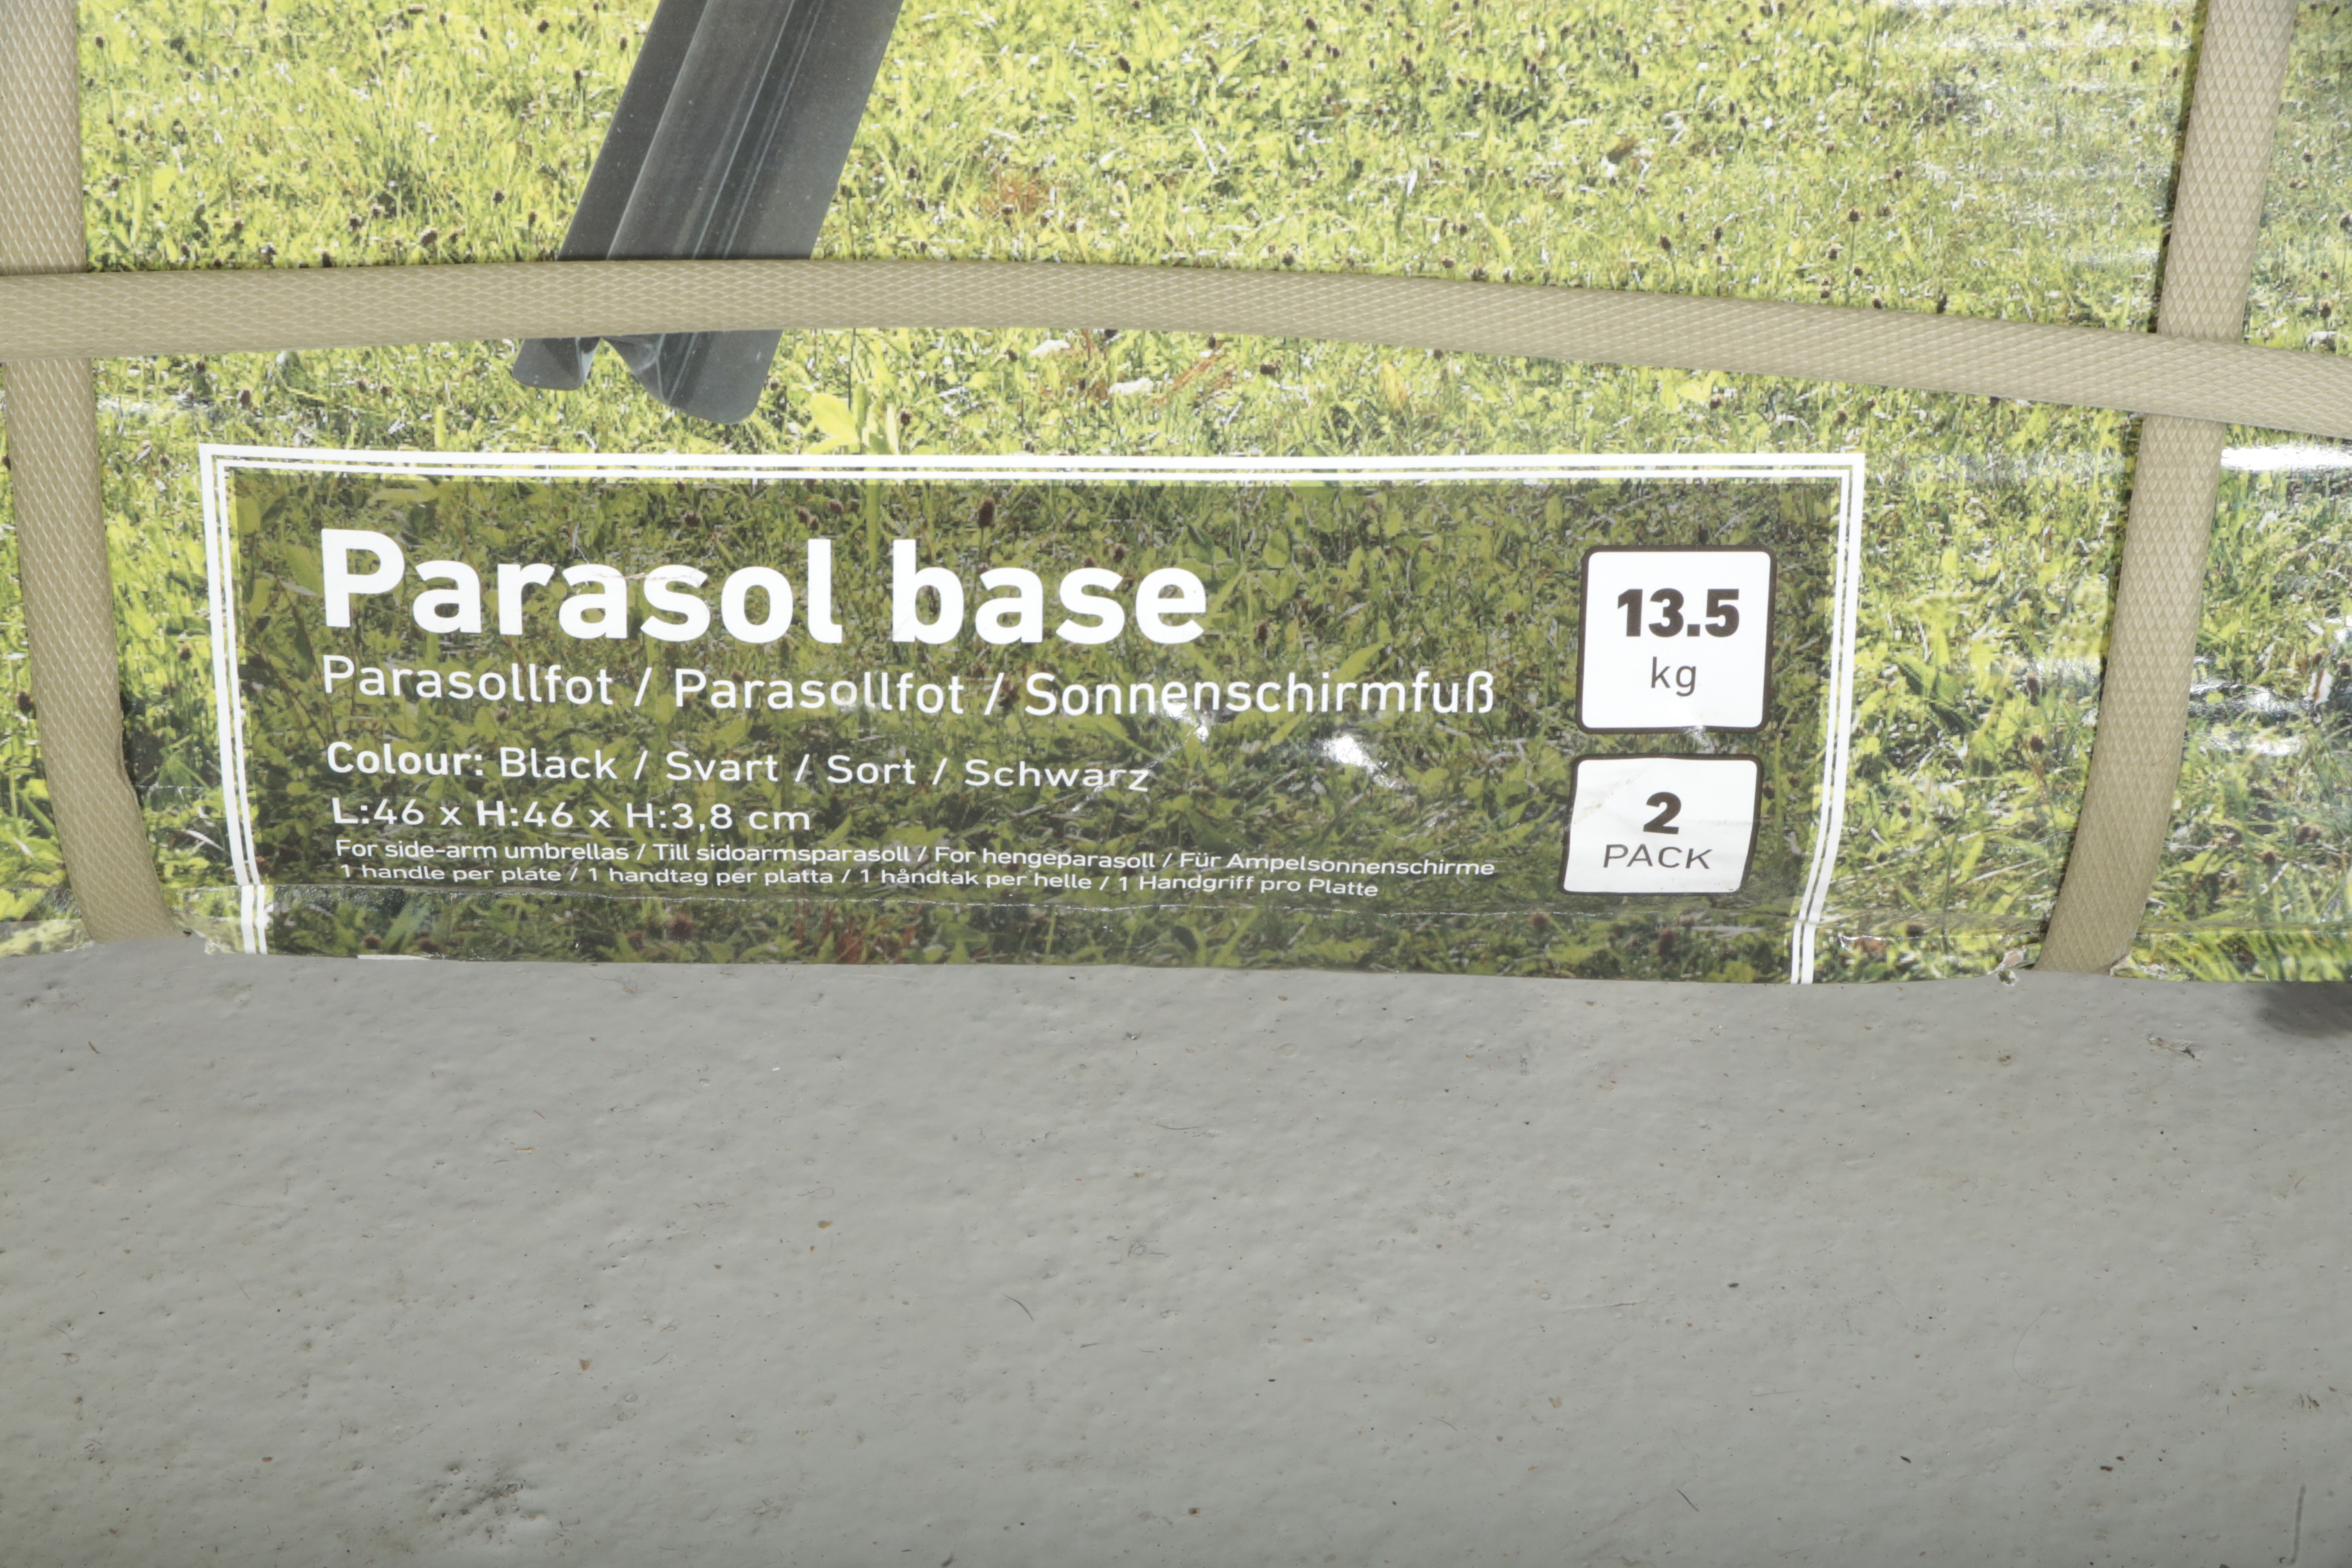 Parasol base
Parasollfot / Parasollfot / Sonnenschirmfuß
Colour: Black / Svart / Sort / Schwarz
L:46 x H:46 x H:3,8 cm
For side-arm umbrellas / Till sidoarmsparasoll / For hengeparasoll / Für Ampelsonnenschirme
1 handle per plate / 1 handtag per platta / 1 håndtak per helle / 1 Handgriff pro Platte
13.5
kg
2
PACK